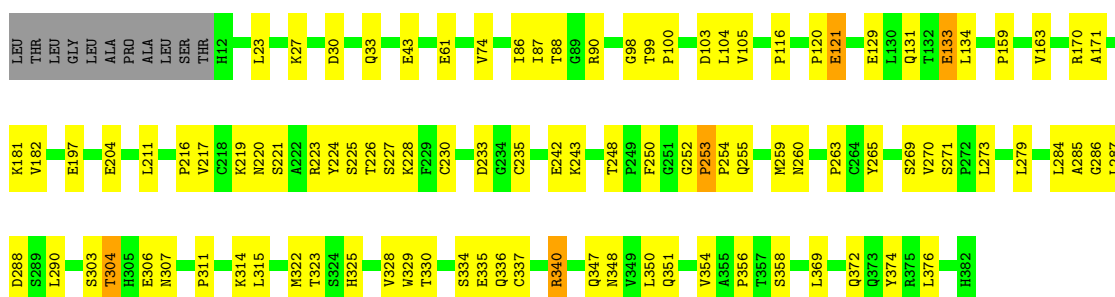 LEU THR LEU GLY LEU ALA PRO ALA LEU SER THR H12 L23 K27 D30 Q33 E43 E61 V74 I86 I87 T88 G89 R90 G98 T99 P100 D103 L104 V105 P116 P120 E121 E129 L130 Q131 T132 E133 L134 P159 V163 R170 A171
K181 V182 E197 E204 L211 P216 V217 C218 K219 N220 S221 A222 R223 Y224 S225 T226 S227 K228 F229 C230 D233 G234 C235 E242 K243 T248 P249 F250 G251 G252 P253 P254 Q255 M259 N260 P263 C264 Y265 S269 V270 S271 P272 L273 L279 L284 A285 G286 L287
D288 S289 L290 S303 T304 H305 E306 N307 P311 K314 L315 M322 T323 S324 H325 V328 W329 T330 S334 E335 Q336 C337 R340 Q347 N348 V349 L350 Q351 V354 A355 P356 T357 S358 L369 Q372 Q373 Y374 R375 L376 H382